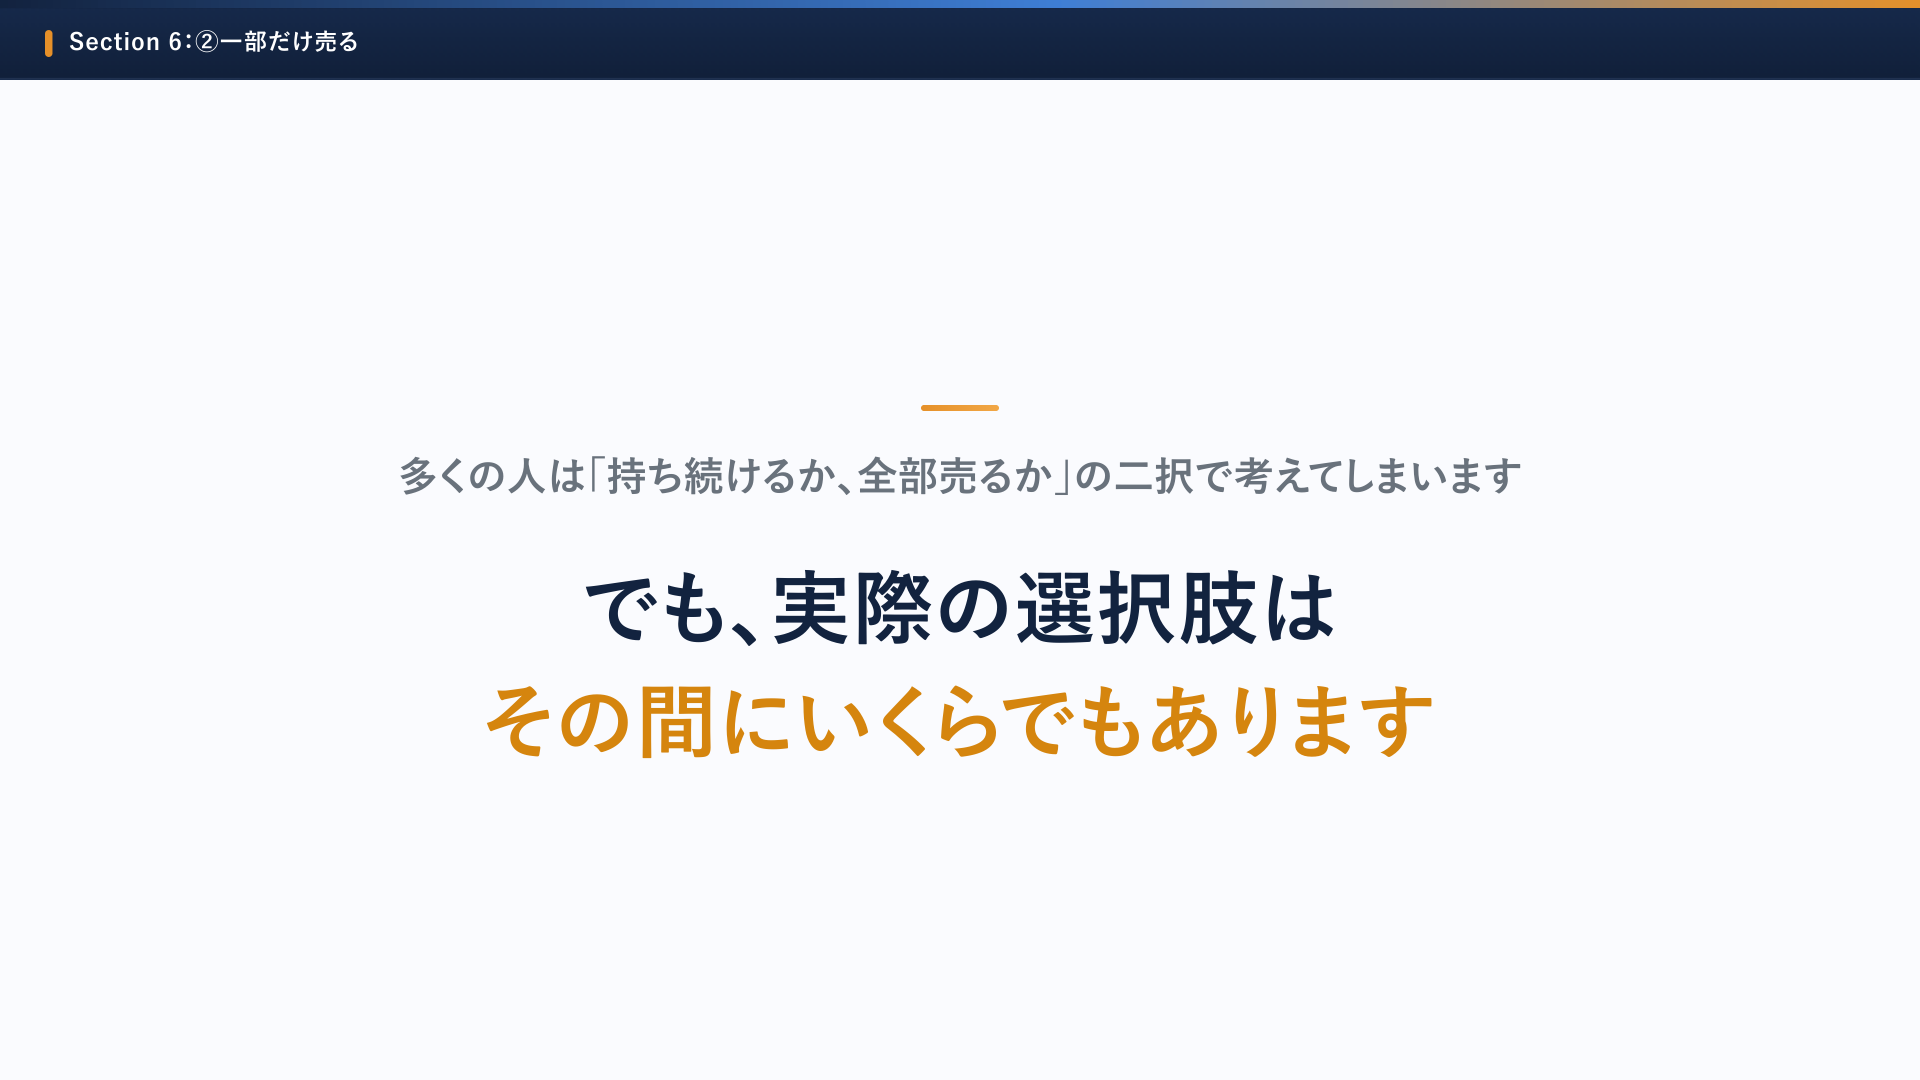 Section 6：②一部だけ売る
多くの人は「持ち続けるか、全部売るか」の二択で考えてしまいます
でも、実際の選択肢は
その間にいくらでもあります